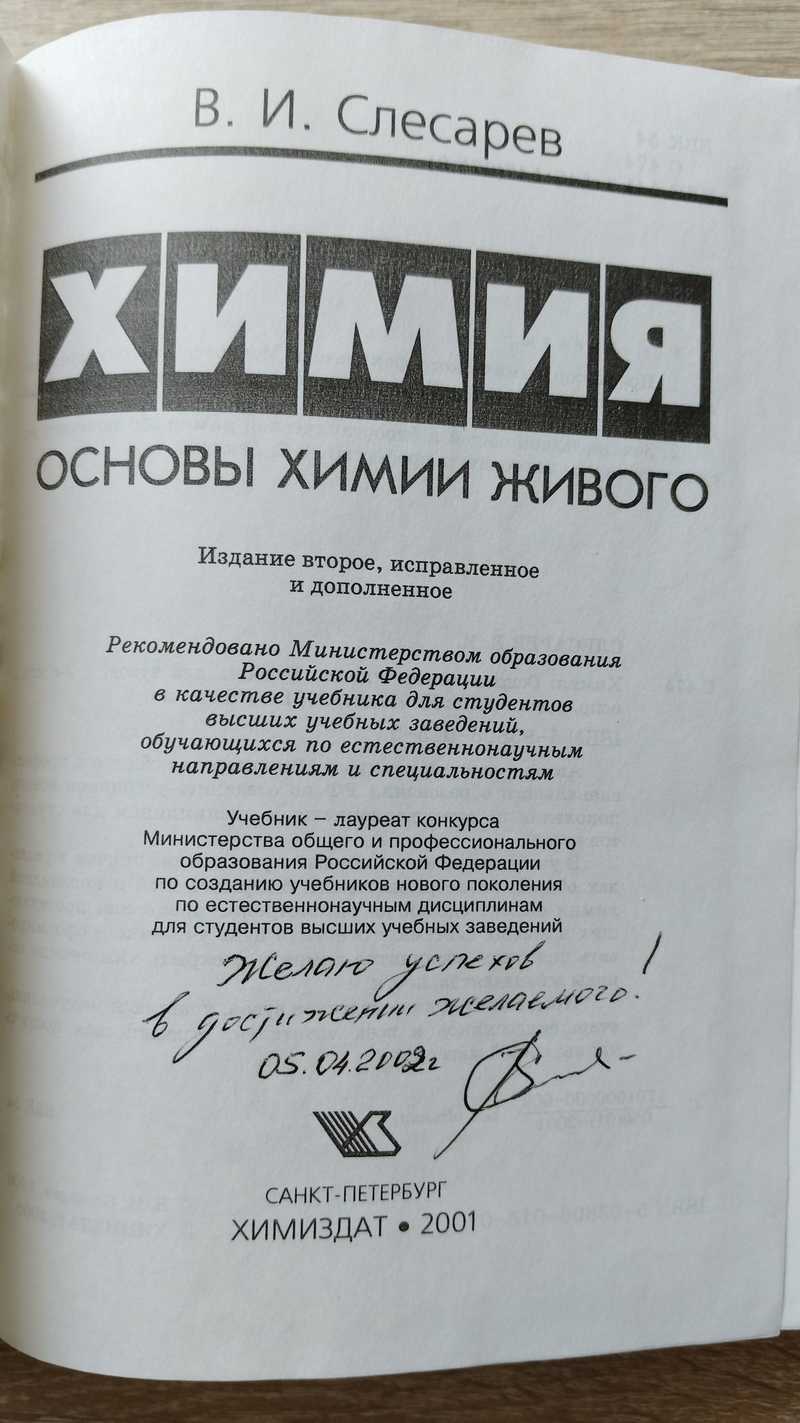 В. И. Слесарев
ХИМИЯ
ОСНОВЫ ХИМИИ ЖИВОГО
Издание второе, исправленное
и дополненное
Рекомендовано Министерством образования
Российской Федерации
в качестве учебника для студентов
высших учебных заведений,
обучающихся по естественнонаучным
направлениям и специальностям
Учебник – лауреат конкурса
Министерства общего и профессионального
образования Российской Федерации
по созданию учебников нового поколения
по естественнонаучным дисциплинам
для студентов высших учебных заведений
Желаю успехов
в достижении желаемого!
05.04.2002г
САНКТ-ПЕТЕРБУРГ
ХИМИЗДАТ • 2001